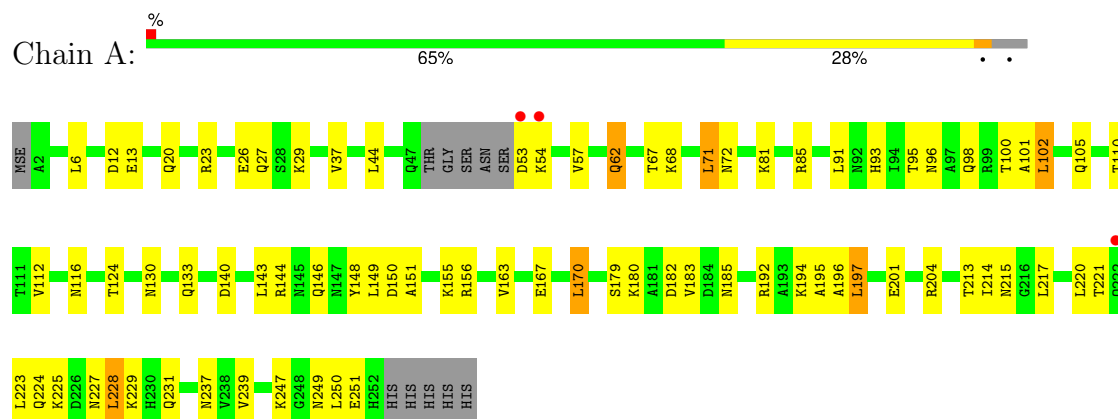 %
Chain A:
65% 28% • •
MSE A2 L6 D12 E13 Q20 R23 E26 Q27 S28 K29 V37 L44 Q47 THR GLY SER ASN SER D53 K54 V57 Q62 T67 K68 L71 N72 K81 R85 L91 N92 H93 I94 T95 N96 A97 Q98 R99 T100 A101 L102 Q105 T110
T111 V112 N116 T124 N130 Q133 D140 L143 R144 N145 Q146 N147 Y148 L149 D150 A151 K155 R156 V163 E167 L170 S179 K180 A181 D182 V183 D184 N185 R192 A193 K194 A195 A196 L197 E201 R204 T213 I214 N215 G216 L217 L220 T221 Q222
L223 Q224 K225 D226 N227 L228 K229 H230 Q231 N237 V238 V239 K247 G248 N249 L250 E251 H252 HIS HIS HIS HIS HIS